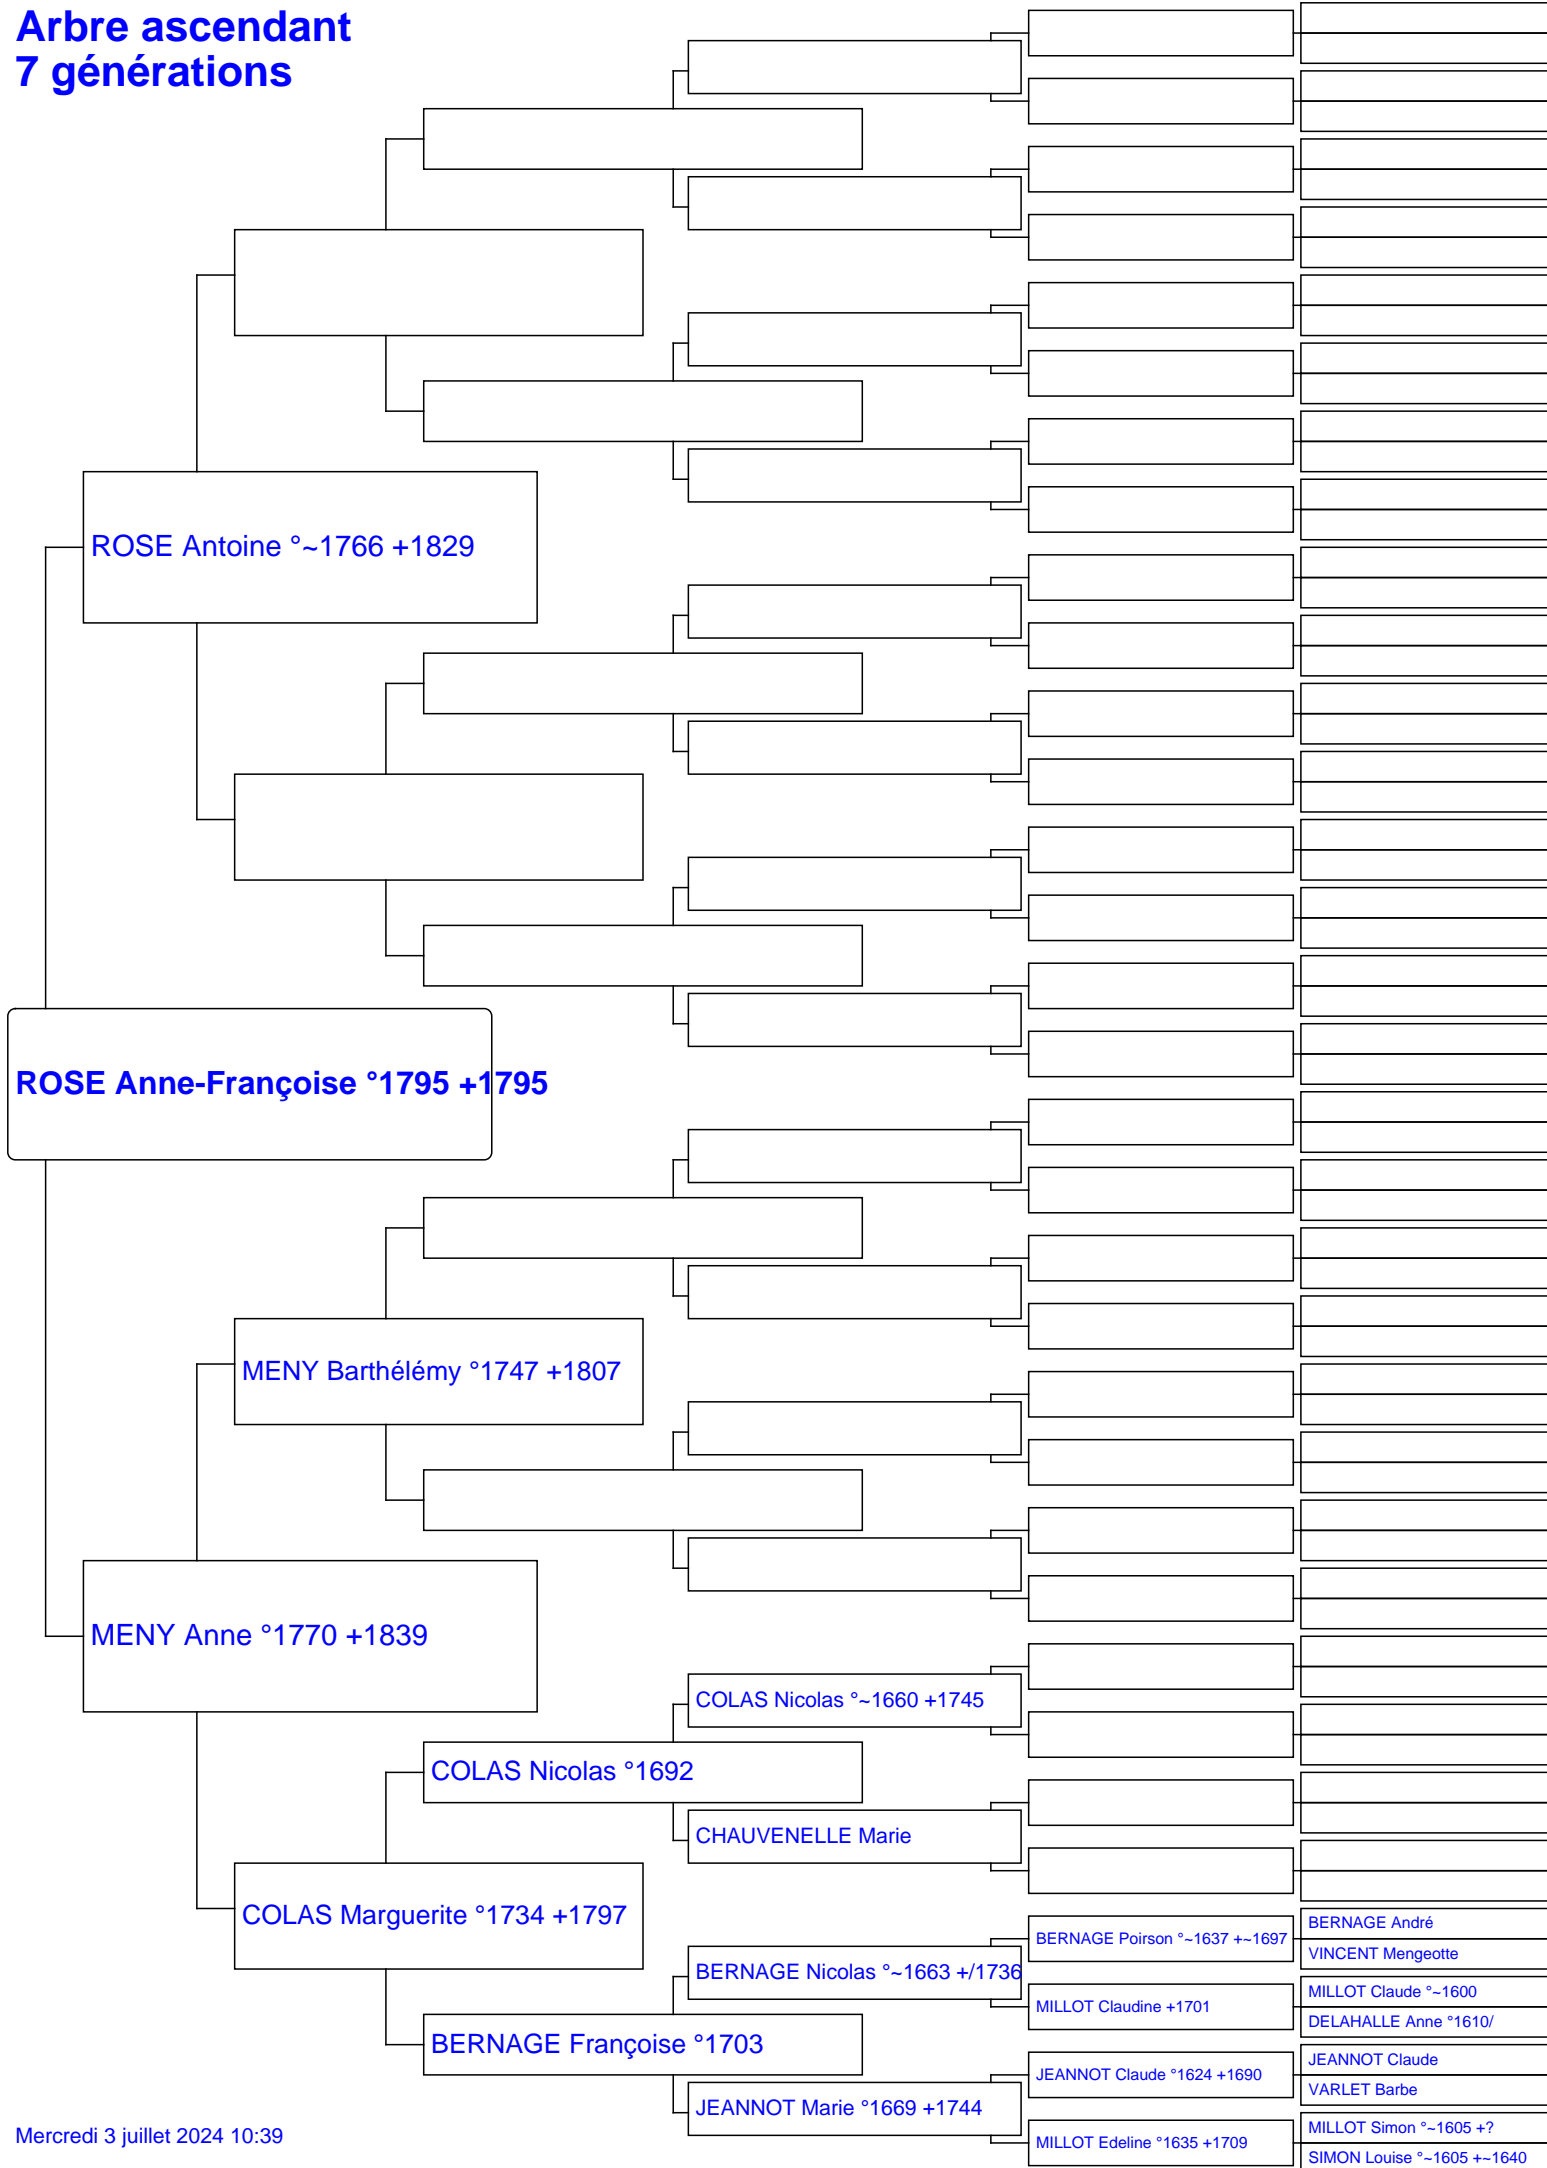 Arbre ascendant
7 générations
ROSE Antoine °~1766 +1829
ROSE Anne-Françoise °1795 +1795
MENY Barthélémy °1747 +1807
MENY Anne °1770 +1839
COLAS Nicolas °~1660 +1745
COLAS Nicolas °1692
CHAUVENELLE Marie
COLAS Marguerite °1734 +1797
BERNAGE André
BERNAGE Poirson °~1637 +~1697
VINCENT Mengeotte
BERNAGE Nicolas °~1663 +/1736
MILLOT Claude °~1600
MILLOT Claudine +1701
DELAHALLE Anne °1610/
BERNAGE Françoise °1703
JEANNOT Claude
JEANNOT Claude °1624 +1690
VARLET Barbe
JEANNOT Marie °1669 +1744
MILLOT Simon °~1605 +?
MILLOT Edeline °1635 +1709
SIMON Louise °~1605 +~1640
Mercredi 3 juillet 2024 10:39